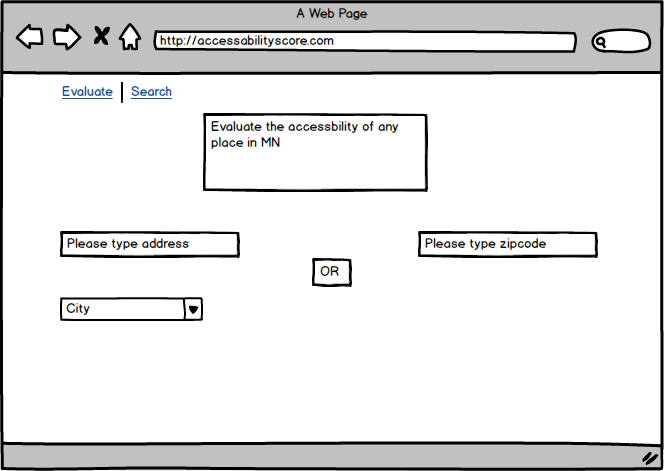 A Web Page
http://accessabilityscore.com
Evaluate
Search
Evaluate the accessbility of any
place in MN
Please type address
Please type zipcode
OR
City